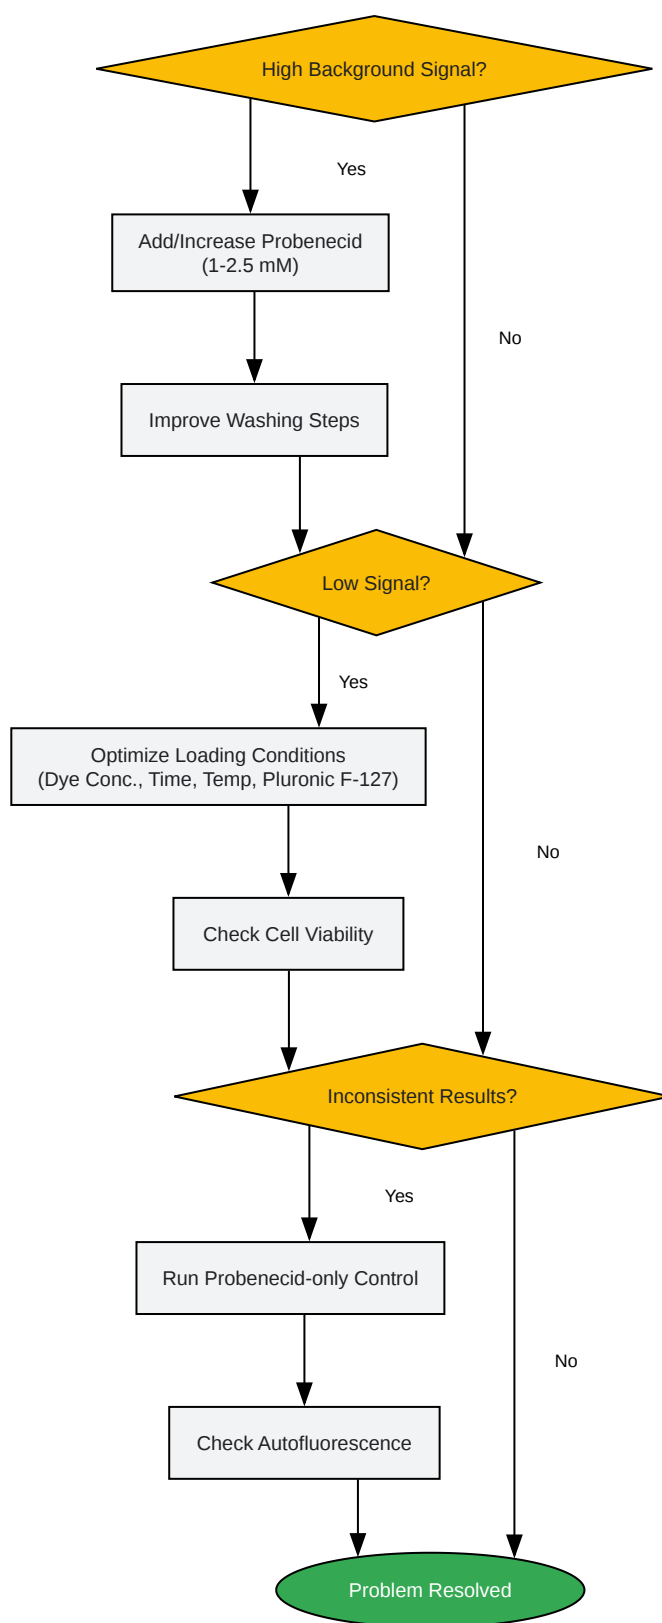 High Background Signal?
Yes
Add/Increase Probenecid
(1-2.5 mM)
No
Improve Washing Steps
Low Signal?
Yes
Optimize Loading Conditions
(Dye Conc., Time, Temp, Pluronic F-127)
No
Check Cell Viability
Inconsistent Results?
Yes
Run Probenecid-only Control
No
Check Autofluorescence
Problem Resolved